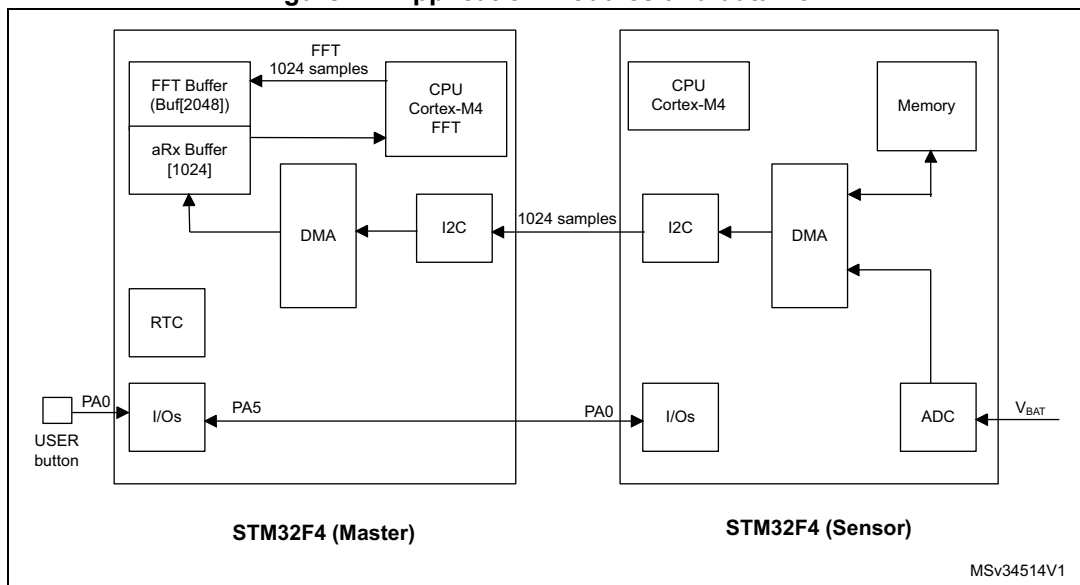 FFT
1024 samples
FFT Buffer
(Buf[2048])
CPU
Cortex-M4
FFT
aRx Buffer
[1024]
DMA
I2C
1024 samples
RTC
PA0
I/Os
PA5
USER
button
STM32F4 (Master)
CPU
Cortex-M4
Memory
I2C
DMA
PA0
I/Os
ADC
VBAT
STM32F4 (Sensor)
MSv34514V1